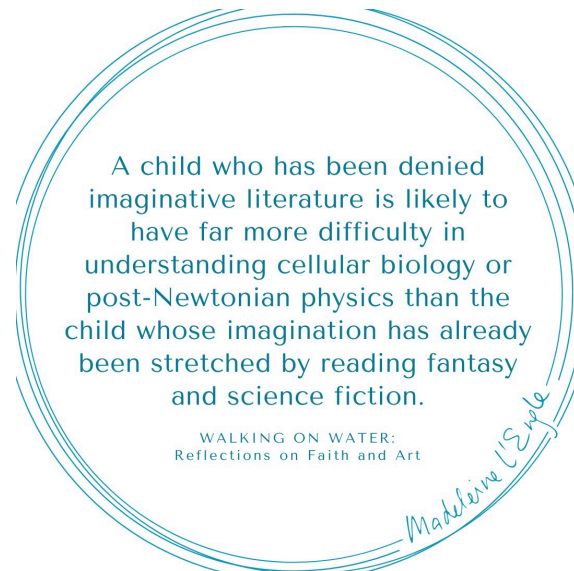 A child who has been denied
imaginative literature is likely to
have far more difficulty in
understanding cellular biology or
post-Newtonian physics than the
child whose imagination has already
been stretched by reading fantasy
and science fiction.
WALKING ON WATER:
Reflections on Faith and Art
Madeleine L'Engle